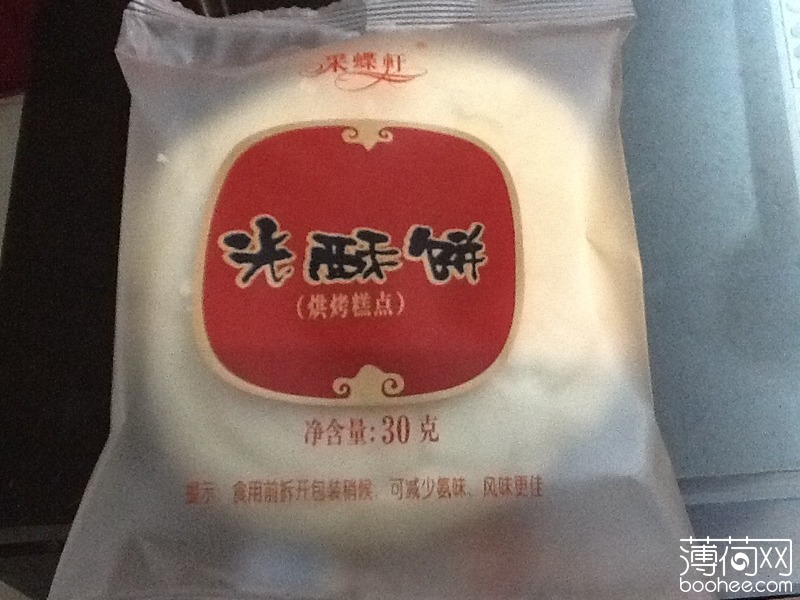 采蝶轩
米酥饼
（烘烤糕点）
净含量:30克
提示：食用前拆开包装稍候，可减少氨味、风味更佳
薄荷网
boohee.com